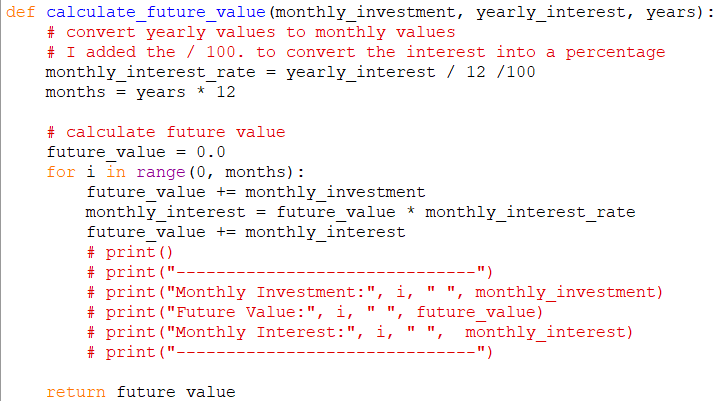 def calculate_future_value(monthly_investment, yearly_interest, years):
    # convert yearly values to monthly values
    # I added the / 100. to convert the interest into a percentage
    monthly_interest_rate = yearly_interest / 12 /100
    months = years * 12

    # calculate future value
    future_value = 0.0
    for i in range(0, months):
        future_value += monthly_investment
        monthly_interest = future_value * monthly_interest_rate
        future_value += monthly_interest
        # print()
        # print("------------------------------")
        # print("Monthly Investment:", i, " ", monthly_investment)
        # print("Future Value:", i, " ", future_value)
        # print("Monthly Interest:", i, " ",  monthly_interest)
        # print("------------------------------")

    return future value